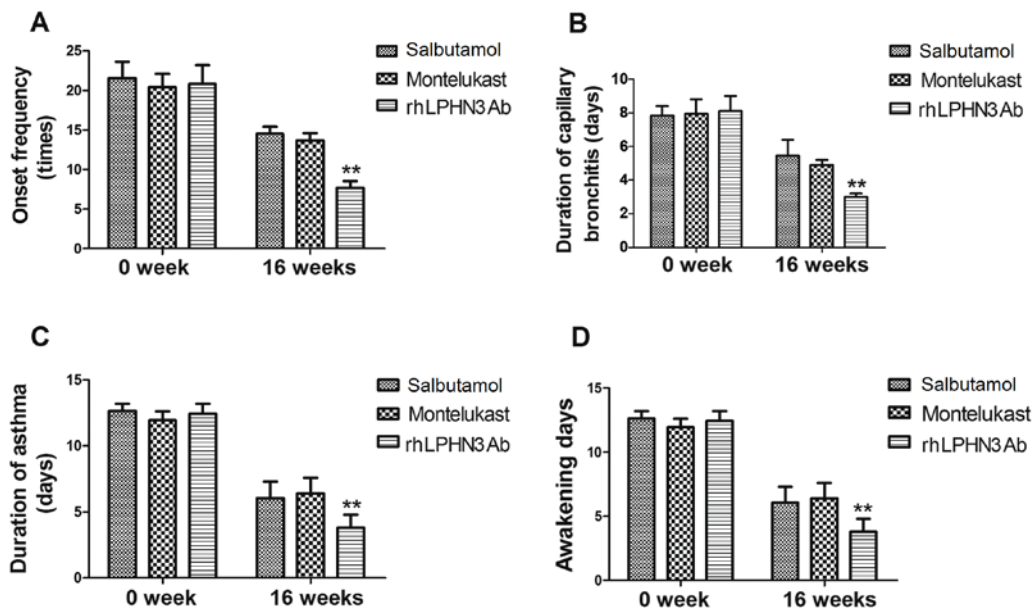 A
Onset frequency
(times)
25
20
15
10
5
0
0 week
16 weeks
**
Salbutamol
Montelukast
rhLPHN3Ab
B
Duration of capillary
bronchitis (days)
10
8
6
4
2
0
0 week
16 weeks
**
Salbutamol
Montelukast
rhLPHN3Ab
C
Duration of asthma
(days)
15
10
5
0
0 week
16 weeks
**
Salbutamol
Montelukast
rhLPHN3Ab
D
Awakening days
15
10
5
0
0 week
16 weeks
**
Salbutamol
Montelukast
rhLPHN3Ab